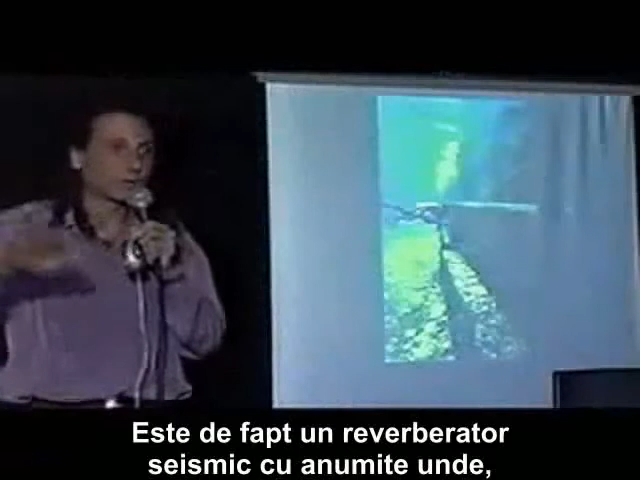 Este de fapt un reverberator
seismic cu anumite unde,